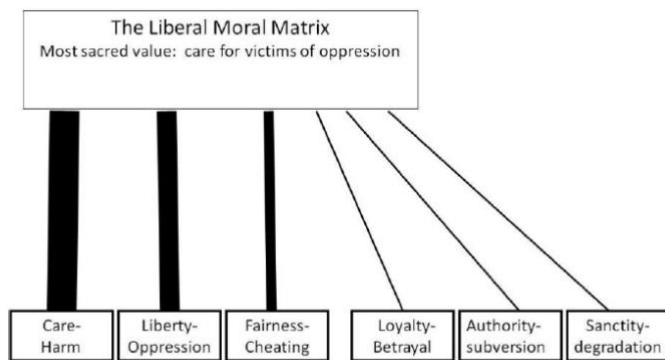 The Liberal Moral Matrix
Most sacred value: care for victims of oppression
Care-
Harm
Liberty-
Oppression
Fairness-
Cheating
Loyalty-
Betrayal
Authority-
subversion
Sanctity-
degradation